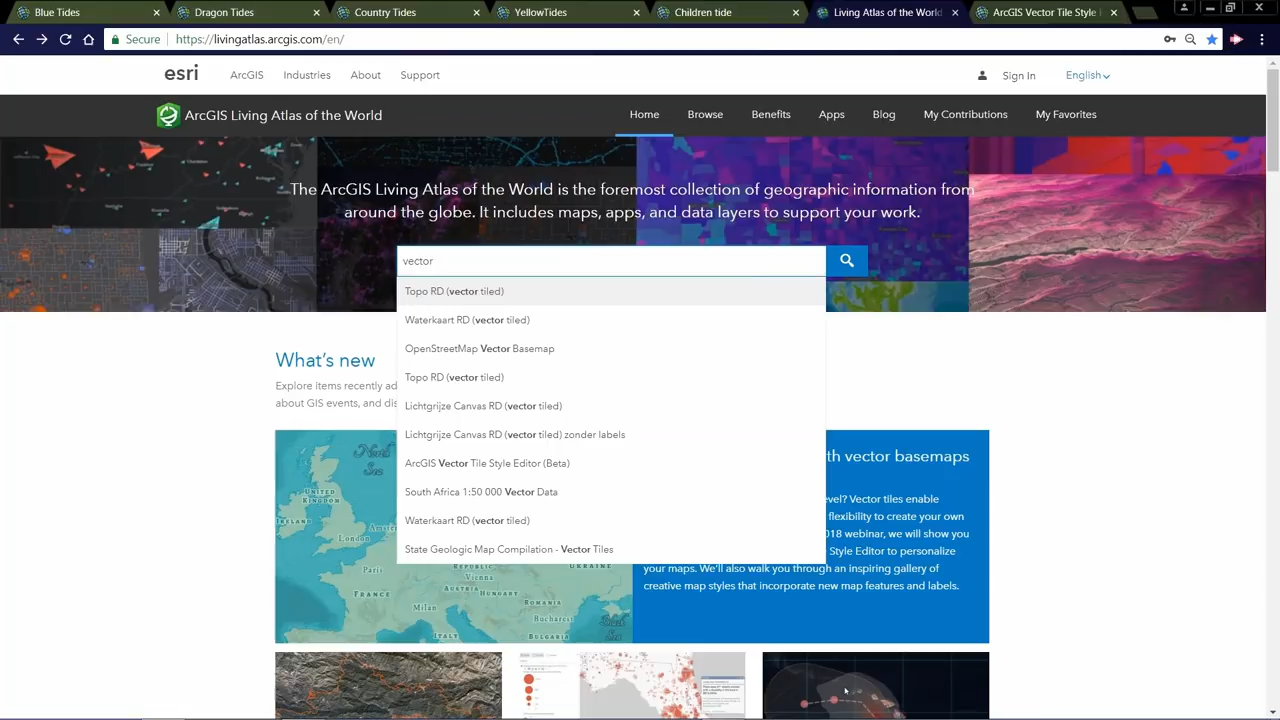 Blue Tides
Dragon Tides
Country Tides
YellowTides
Children tide
Living Atlas of the World
ArcGIS Vector Tile Style
Secure
https://livingatlas.arcgis.com/en/
esri
ArcGIS
Industries
About
Support
Sign In
English
ArcGIS Living Atlas of the World
Home
Browse
Benefits
Apps
Blog
My Contributions
My Favorites
The ArcGIS Living Atlas of the World is the foremost collection of geographic information from
around the globe. It includes maps, apps, and data layers to support your work.
vector
Topo RD (vector tiled)
Waterkaart RD (vector tiled)
OpenStreetMap Vector Basemap
Topo RD (vector tiled)
Lichtgrijze Canvas RD (vector tiled)
Lichtgrijze Canvas RD (vector tiled) zonder labels
ArcGIS Vector Tile Style Editor (Beta)
South Africa 1:50 000 Vector Data
Waterkaart RD (vector tiled)
State Geologic Map Compilation - Vector Tiles
What's new
Explore items recently ad
about GIS events, and dis
North
Sea
UNITED
KINGDOM
IRELAND
London
Paris
FRANCE
Milan
AUSTRIA
HUNGARY
ROMANIA
Bucharest
ITALY
BULGARIA
Black
Sea
th vector basemaps
evel? Vector tiles enable
flexibility to create your own
018 webinar, we will show you
Style Editor to personalize
your maps. We'll also walk you through an inspiring gallery of
creative map styles that incorporate new map features and labels.